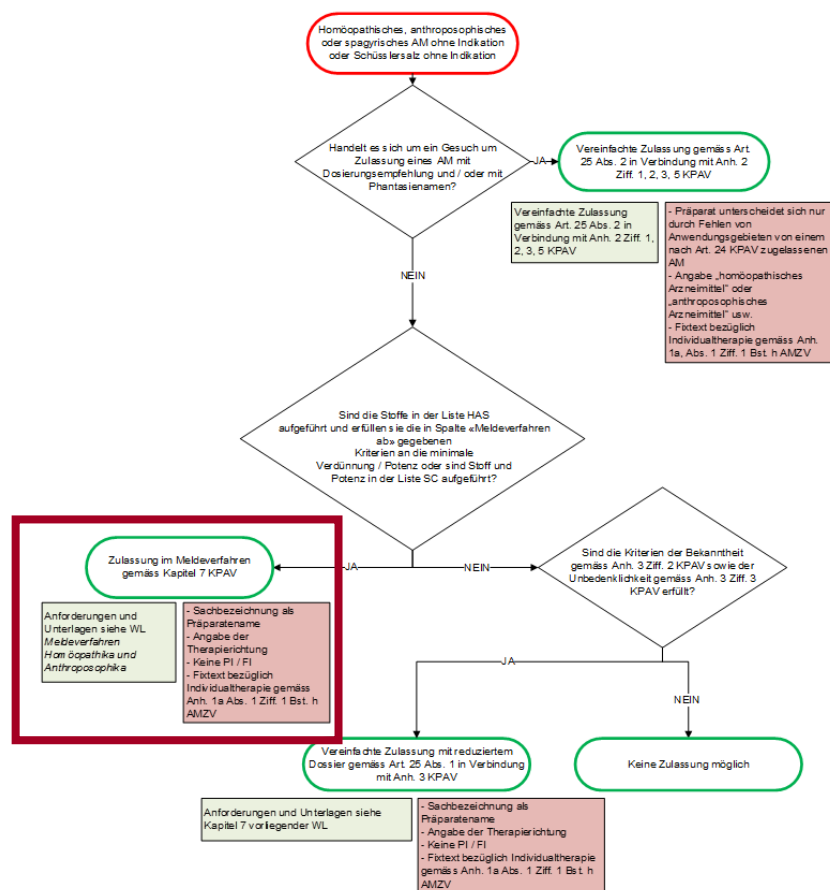 Homöopathisches, anthroposophisches
oder spagyrisches AM ohne Indikation
oder Schüsslersalz ohne Indikation
Handelt es sich um ein Gesuch um
Zulassung eines AM mit
Dosierungsempfehlung und / oder mit
Phantasienamen?
JA
Vereinfachte Zulassung gemäss Art.
25 Abs. 2 in Verbindung mit Anh. 2
Ziff. 1, 2, 3, 5 KPAV
Vereinfachte Zulassung
gemäss Art. 25 Abs. 2 in
Verbindung mit Anh. 2 Ziff. 1,
2, 3, 5 KPAV
- Präparat unterscheidet sich nur
durch Fehlen von
Anwendungsgebieten von einem
nach Art. 24 KPAV zugelassenen
AM
- Angabe „homöopathisches
Arzneimittel“ oder
„anthroposophisches
Arzneimittel“ usw.
- Fixtext bezüglich
Individualtherapie gemäss Anh.
1a, Abs. 1 Ziff. 1 Bst. h AMZV
NEIN
Sind die Stoffe in der Liste HAS
aufgeführt und erfüllen sie die in Spalte «Meldeverfahren
ab» gegebenen
Kriterien an die minimale
Verdünnung / Potenz oder sind Stoff und
Potenz in der Liste SC aufgeführt?
JA
NEIN
Zulassung im Meldeverfahren
gemäss Kapitel 7 KPAV
Anforderungen und
Unterlagen siehe WL
Meldeverfahren
Homöopathika und
Anthroposophika
- Sachbezeichnung als
Präparatename
- Angabe der
Therapierichtung
- Keine PI / FI
- Fixtext bezüglich
Individualtherapie gemäss
Anh. 1a Abs. 1 Ziff. 1 Bst. h
AMZV
Sind die Kriterien der Bekanntheit
gemäss Anh. 3 Ziff. 2 KPAV sowie der
Unbedenklichkeit gemäss Anh. 3 Ziff. 3
KPAV erfüllt?
JA
NEIN
Vereinfachte Zulassung mit reduziertem
Dossier gemäss Art. 25 Abs. 1 in Verbindung
mit Anh. 3 KPAV
Keine Zulassung möglich
Anforderungen und Unterlagen siehe
Kapitel 7 vorliegender WL
- Sachbezeichnung als
Präparatename
- Angabe der Therapierichtung
- Keine PI / FI
- Fixtext bezüglich Individualtherapie
gemäss Anh. 1a Abs. 1 Ziff. 1 Bst. h
AMZV